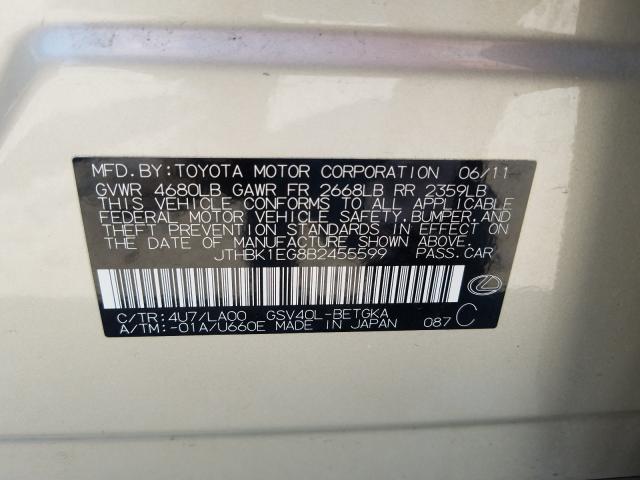 MFD.BY:TOYOTA MOTOR CORPORATION 06/11
GVWR 4680LB GAWR FR 2668LB RR 2359LB
THIS VEHICLE CONFORMS TO ALL APPLICABLE
FEDERAL MOTOR VEHICLE SAFETY,BUMPER,AND
THEFT PREVENTION STANDARDS IN EFFECT ON
THE DATE OF MANUFACTURE SHOWN ABOVE.
JTHBK1EG8B2455599 PASS.CAR
C/TR:4U7/LA00 GSV40L-BETGKA
A/TM:-01A/U660E MADE IN JAPAN 087 C